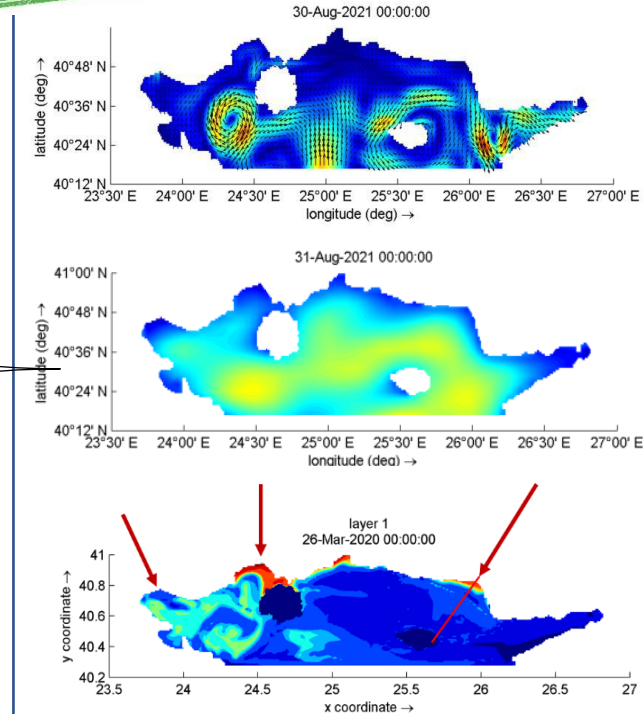 30-Aug-2021 00:00:00
latitude (deg) →
40°48' N
40°36' N
40°24' N
40°12' N
23°30' E 24°00' E 24°30' E 25°00' E 25°30' E 26°00' E 26°30' E 27°00' E
longitude (deg) →
31-Aug-2021 00:00:00
latitude (deg) →
41°00' N
40°48' N
40°36' N
40°24' N
40°12' N
23°30' E 24°00' E 24°30' E 25°00' E 25°30' E 26°00' E 26°30' E 27°00' E
longitude (deg) →
layer 1
26-Mar-2020 00:00:00
y coordinate →
41
40.8
40.6
40.4
40.2
23.5 24 24.5 25 25.5 26 26.5 27
x coordinate →